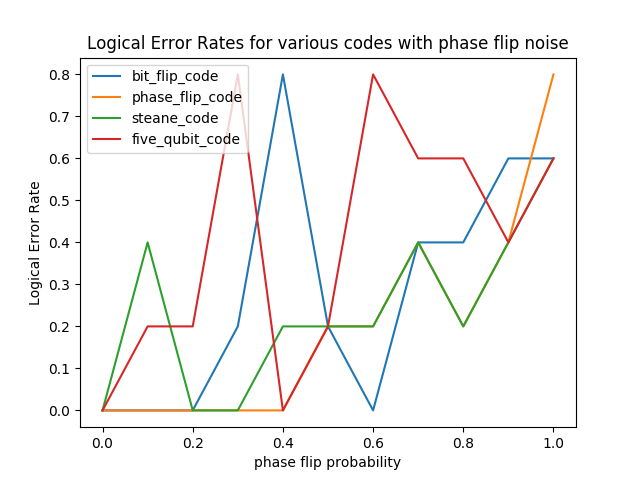 Logical Error Rates for various codes with phase flip noise
bit_flip_code
phase_flip_code
steane_code
five_qubit_code
Logical Error Rate
0.8
0.7
0.6
0.5
0.4
0.3
0.2
0.1
0.0
0.0 0.2 0.4 0.6 0.8 1.0
phase flip probability